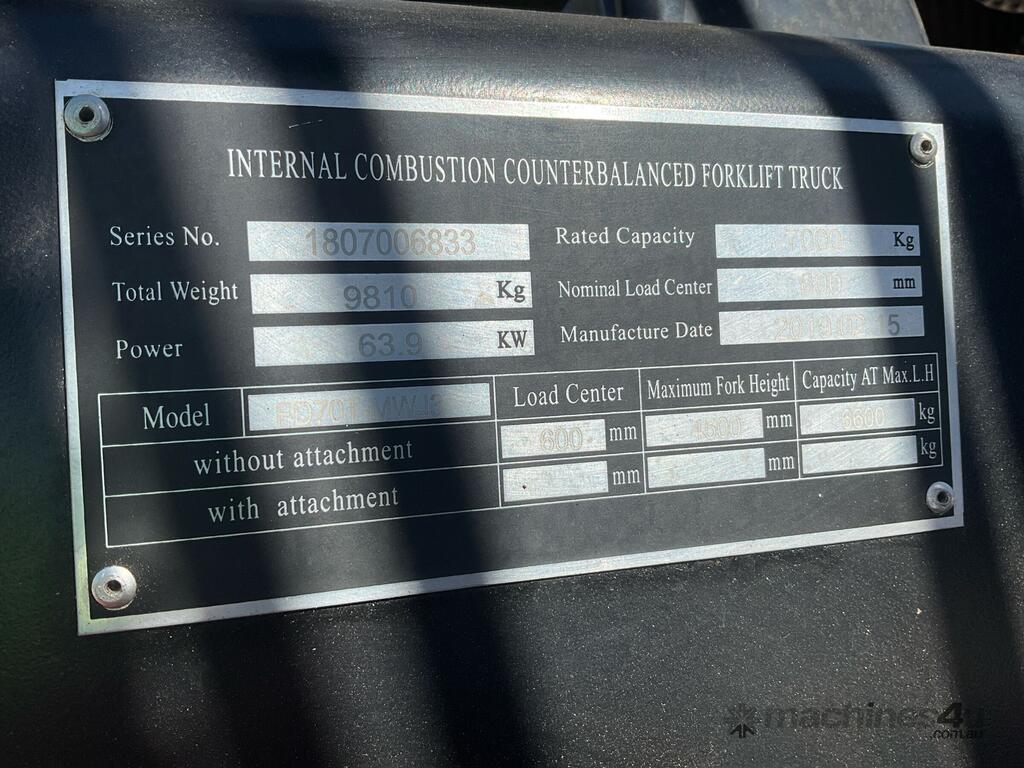 INTERNAL COMBUSTION COUNTERBALANCED FORKLIFT TRUCK
Series No. 1807006833 Rated Capacity 7000 Kg
Total Weight 9810 Kg Nominal Load Center mm
Power 63.9 KW Manufacture Date
Model Load Center Maximum Fork Height Capacity AT Max.L.H
without attachment 600 mm 4500 mm 6600 kg
with attachment mm mm kg
machines4u
.com.au